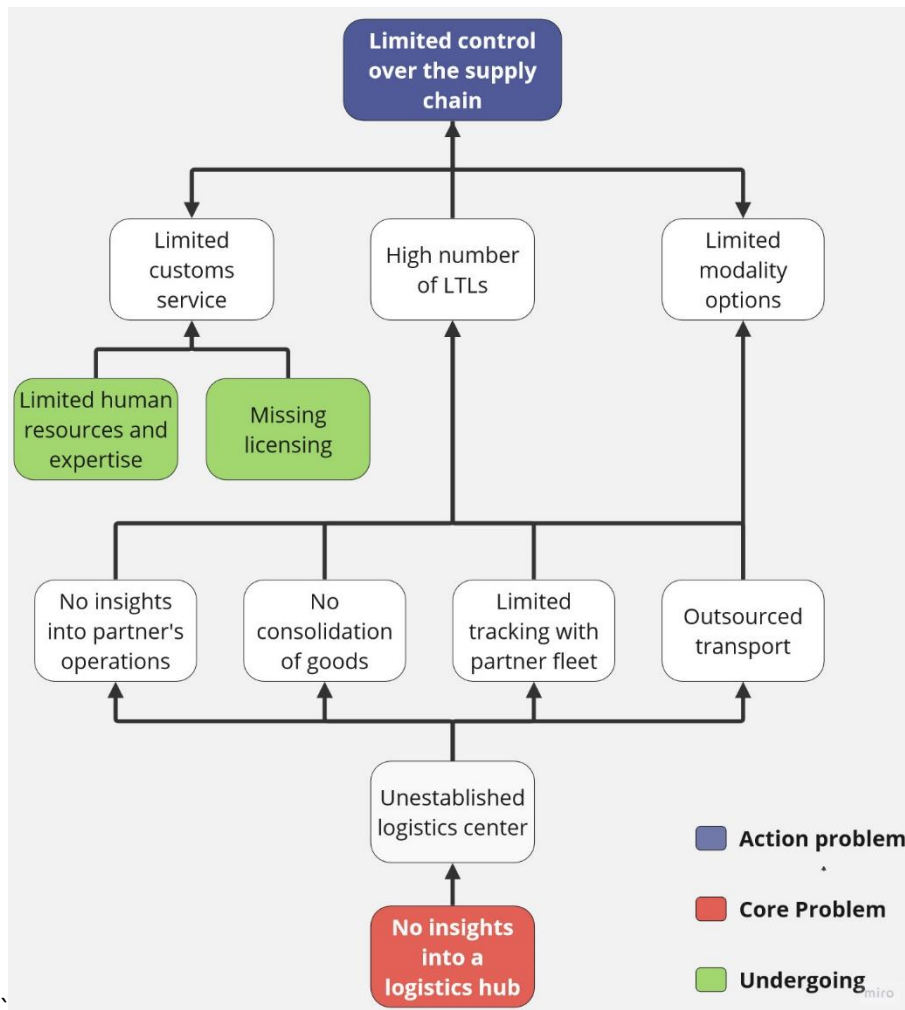 Limited control
over the supply
chain
Limited
customs
service
High number
of LTLs
Limited
modality
options
Limited human
resources and
expertise
Missing
licensing
No insights
into partner's
operations
No
consolidation
of goods
Limited
tracking with
partner fleet
Outsourced
transport
Unestablished
logistics center
No insights
into a
logistics hub
Action problem
Core Problem
Undergoing
miro
`